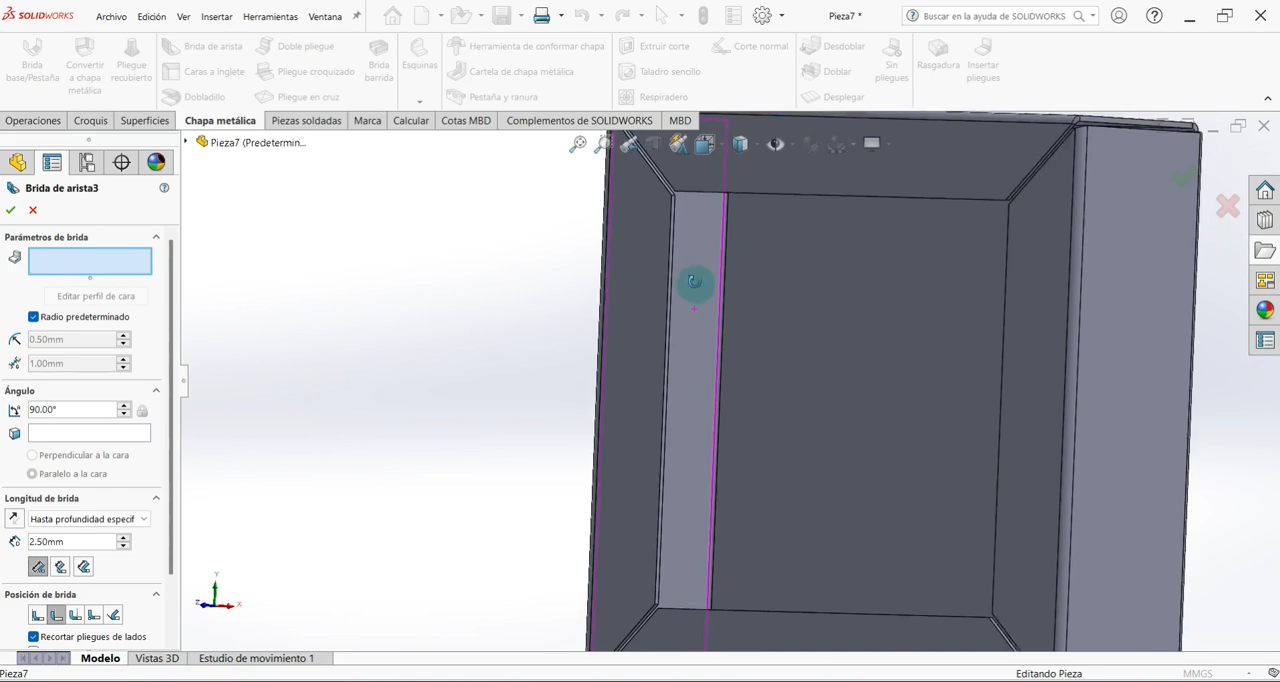 SOLIDWORKS Archivo Edición Ver Insertar Herramientas Ventana Pieza7 * Buscar en la ayuda de SOLIDWORKS
Brida base/Pestaña
Convertir a chapa metálica
Pliegue recubierto
Brida de arista
Caras a inglete
Dobladillo
Doble pliegue
Pliegue croquizado
Pliegue en cruz
Brida barrida
Esquinas
Herramienta de conformar chapa
Cartela de chapa metálica
Pestaña y ranura
Extruir corte
Taladro sencillo
Respiradero
Corte normal
Desdoblar
Doblar
Desplegar
Sin pliegues
Rasgadura
Insertar pliegues
Operaciones Croquis Superficies Chapa metálica Piezas soldadas Marca Calcular Cotas MBD Complementos de SOLIDWORKS MBD
Pieza7 (Predetermin...
Brida de arista3
Parámetros de brida
Editar perfil de cara
Radio predeterminado
0.50mm
1.00mm
Ángulo
90.00°
Perpendicular a la cara
Paralelo a la cara
Longitud de brida
Hasta profundidad especif
2.50mm
Posición de brida
Recortar pliegues de lados
Y
Z X
Modelo Vistas 3D Estudio de movimiento 1
Pieza7 Editando Pieza MMGS